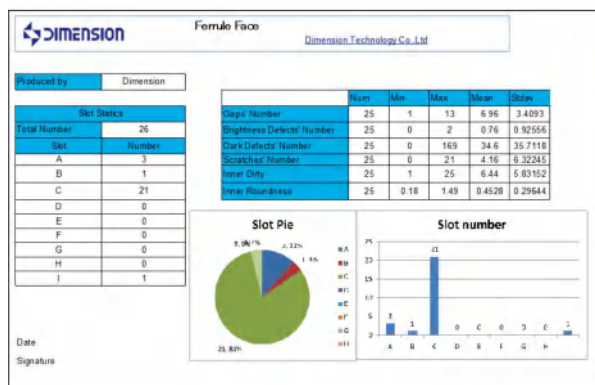 DIMENSION
Ferrule Face
Dimension Technology Co.,Ltd
Produced by Dimension
Slot Statics
Total Number 26
Slot Number
A 3
B 1
C 21
D 0
E 0
F 0
G 0
H 0
I 1
Num Min Max Mean Stdev
Gaps' Number 25 1 13 6.96 3.4093
Brightness Defects' Number 25 0 2 0.76 0.92556
Dark Defects' Number 25 0 169 34.6 35.7118
Scratches' Number 25 0 21 4.16 6.32245
Inner Dirty 25 1 25 6.44 5.83152
Inner Roundness 25 0.18 1.49 0.4528 0.29644
Slot Pie
A
B
C
G
H
Slot number
25
20
15
10
5
0
3 1 21 0 0 0 0 0 1
A B C D E F G H
Date
Signature